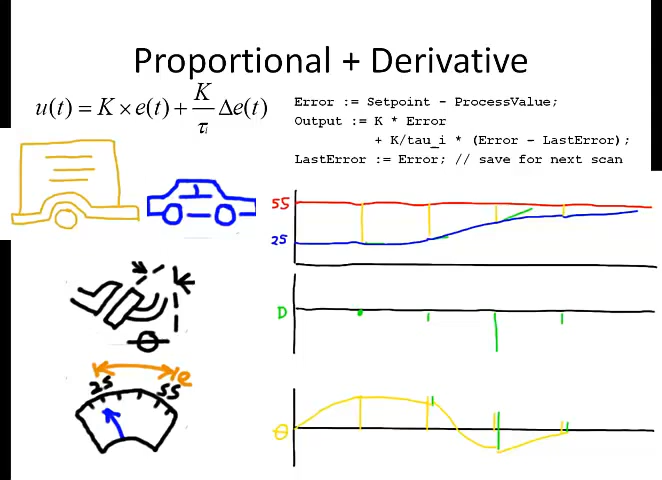 Proportional + Derivative
u(t) = K × e(t) + K/τi Δe(t)
Error := Setpoint - ProcessValue;
Output := K * Error
+ K/tau_i * (Error - LastError);
LastError := Error; // save for next scan
55
25
D
θ
e
25
55
θ